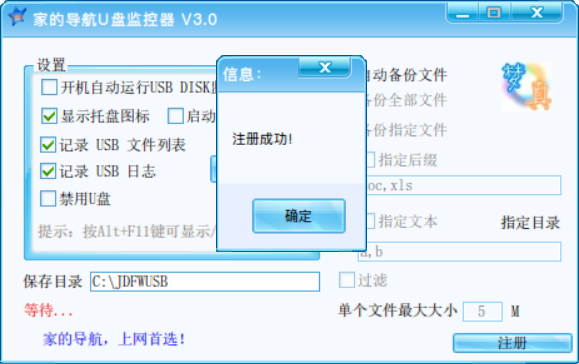 家的导航U盘监控器 V3.0
设置
开机自动运行USB DISK
显示托盘图标
启动
记录 USB 文件列表
记录 USB 日志
禁用U盘
提示: 按Alt+F11键可显示/
信息:
注册成功!
确定
自动备份文件
备份全部文件
备份指定文件
指定后缀
oc,xls
指定文本
指定目录
a,b
过滤
保存目录
C:\JDFWUSB
等待...
单个文件最大大小
5
M
家的导航，上网首选！
注册
梦
真